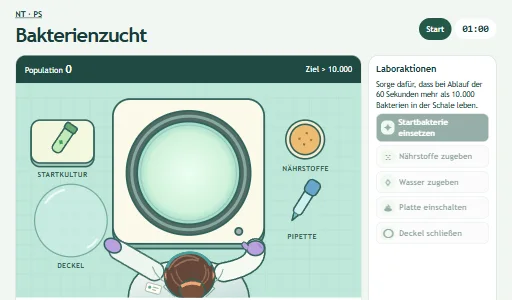 NT · PS
Bakterienzucht
Start
01:00
Population 0
Ziel > 10.000
STARTKULTUR
NÄHRSTOFFE
PIPETTE
DECKEL
Laboraktionen
Sorge dafür, dass bei Ablauf der
60 Sekunden mehr als 10.000
Bakterien in der Schale leben.
Startbakterie
einsetzen
Nährstoffe zugeben
Wasser zugeben
Platte einschalten
Deckel schließen